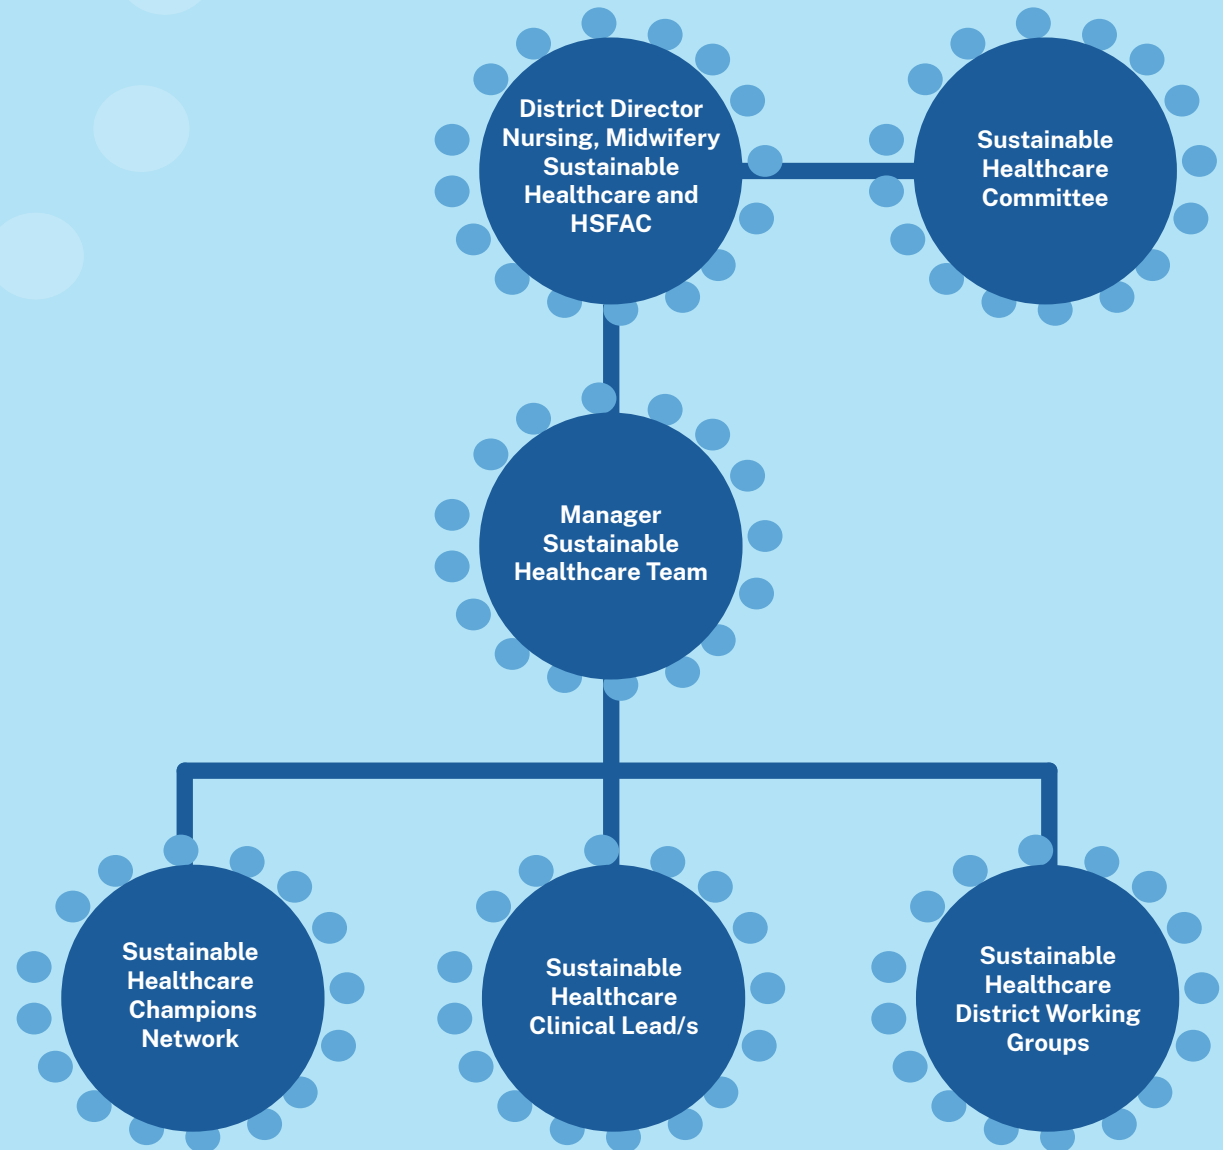 District Director
Nursing, Midwifery
Sustainable
Healthcare and
HSFAC
Sustainable
Healthcare
Committee
Manager
Sustainable
Healthcare Team
Sustainable
Healthcare
Champions
Network
Sustainable
Healthcare
Clinical Lead/s
Sustainable
Healthcare
District Working
Groups